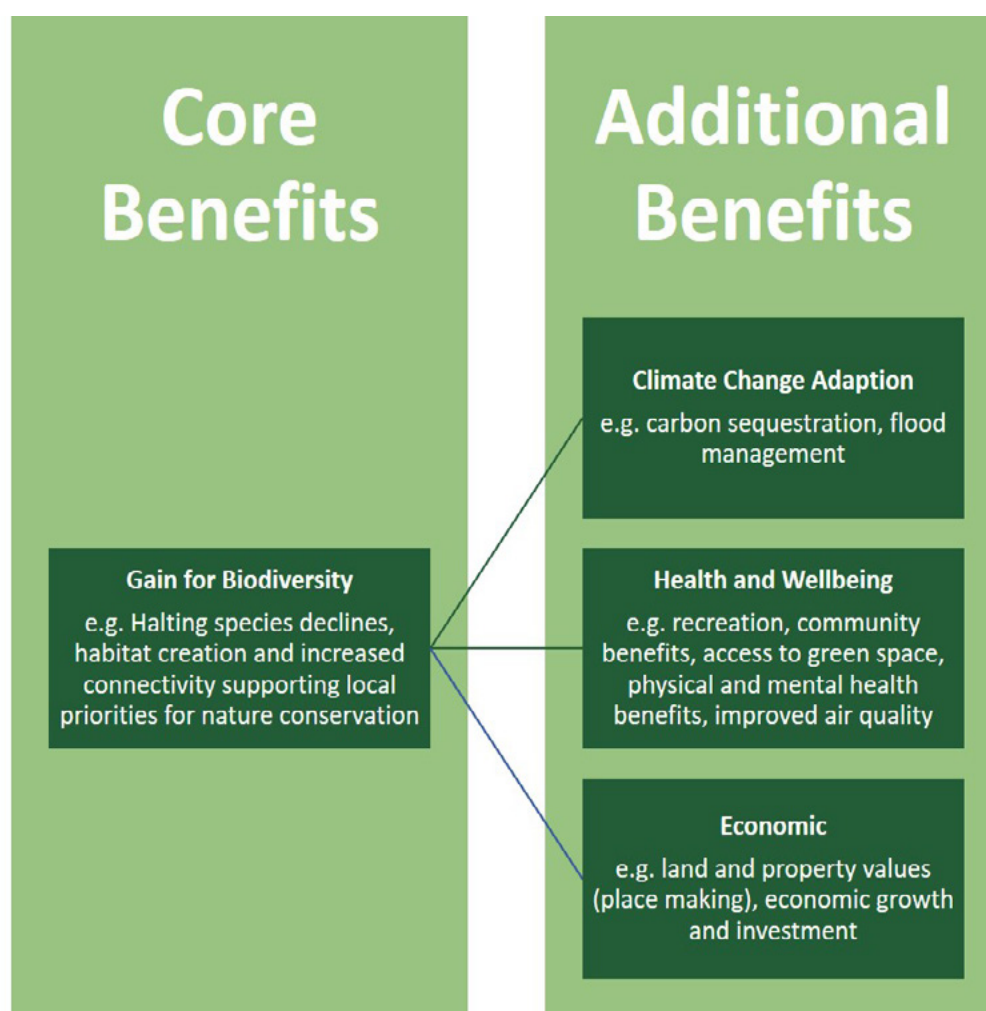 Core
Benefits
Gain for Biodiversity
e.g. Halting species declines,
habitat creation and increased
connectivity supporting local
priorities for nature conservation
Additional
Benefits
Climate Change Adaption
e.g. carbon sequestration, flood
management
Health and Wellbeing
e.g. recreation, community
benefits, access to green space,
physical and mental health
benefits, improved air quality
Economic
e.g. land and property values
(place making), economic growth
and investment